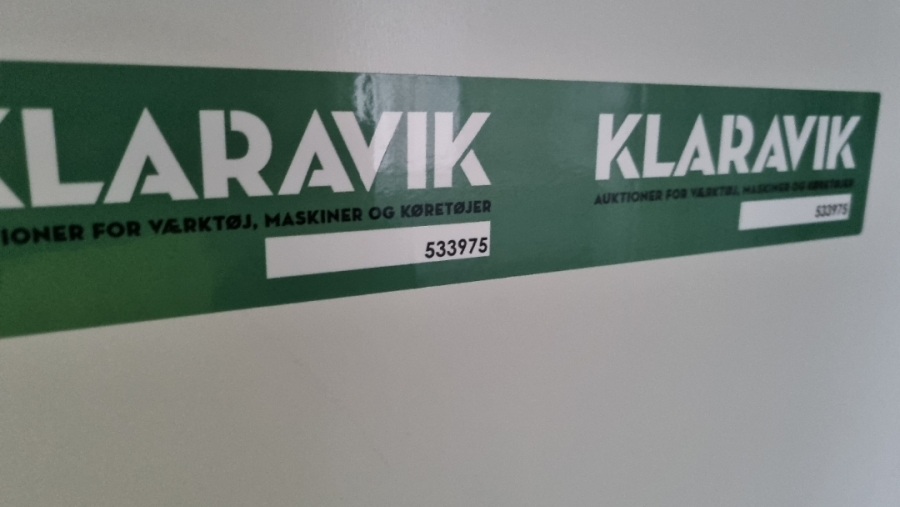 KLARAVIK
IONER FOR VÆRKTØJ, MASKINER OG KØRETØJER
533975
KLARAVIK
AUKTIONER FOR VÆRKTØJ, MASKINER OG KØRETØJER
533975